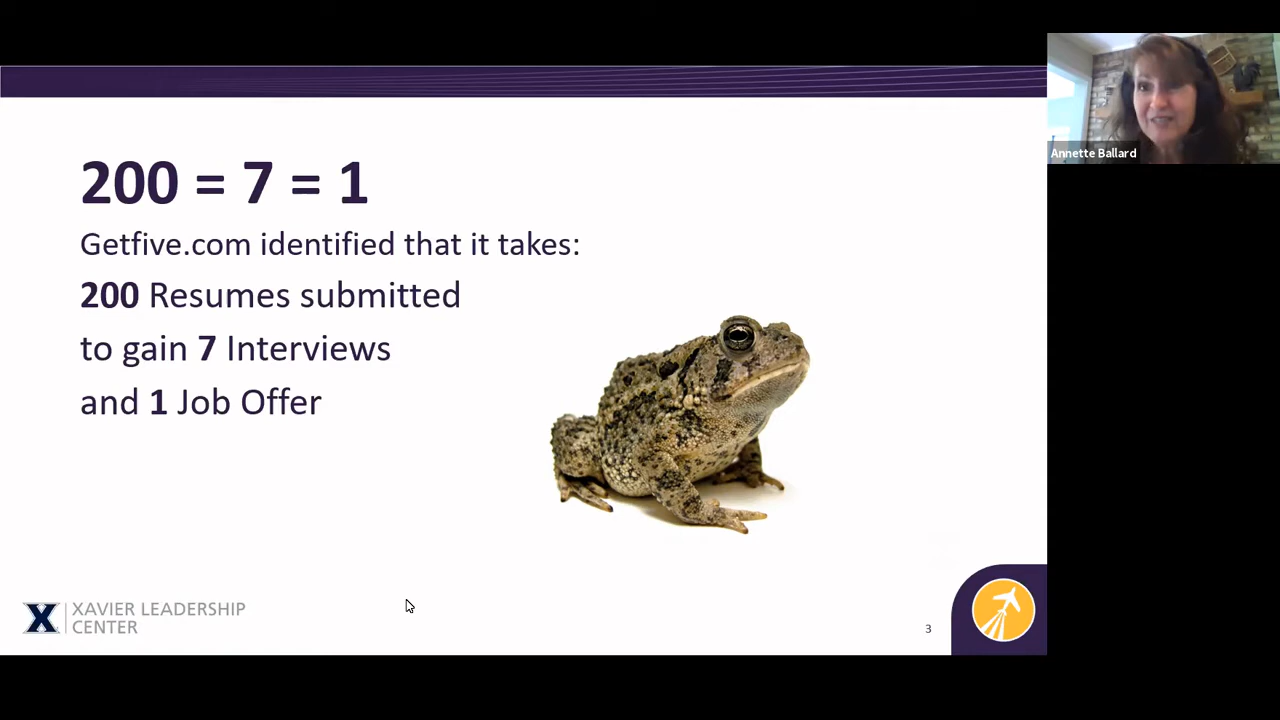 200 = 7 = 1
Getfive.com identified that it takes:
200 Resumes submitted
to gain 7 Interviews
and 1 Job Offer
X
XAVIER LEADERSHIP
CENTER
3
Annette Ballard